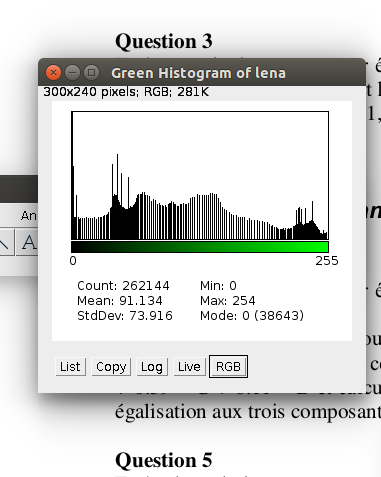 Question 3
Green Histogram of lena
300x240 pixels; RGB; 281K
An
A
0 255
Count: 262144 Min: 0
Mean: 91.134 Max: 254
StdDev: 73.916 Mode: 0 (38643)
List Copy Log Live RGB
égalisation aux trois composant
Question 5